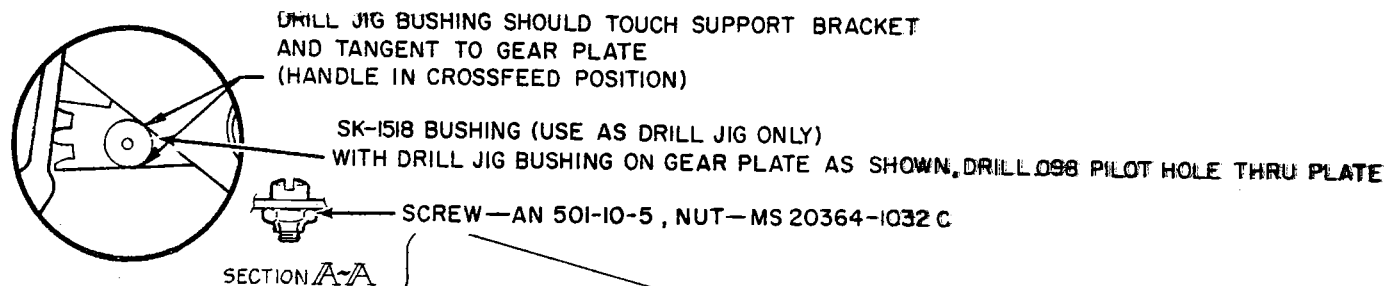 DRILL JIG BUSHING SHOULD TOUCH SUPPORT BRACKET
AND TANGENT TO GEAR PLATE
(HANDLE IN CROSSFEED POSITION)
SK-1518 BUSHING (USE AS DRILL JIG ONLY)
WITH DRILL JIG BUSHING ON GEAR PLATE AS SHOWN, DRILL .098 PILOT HOLE THRU PLATE
SCREW—AN 501-10-5, NUT—MS 20364-1032 C
SECTION A-A